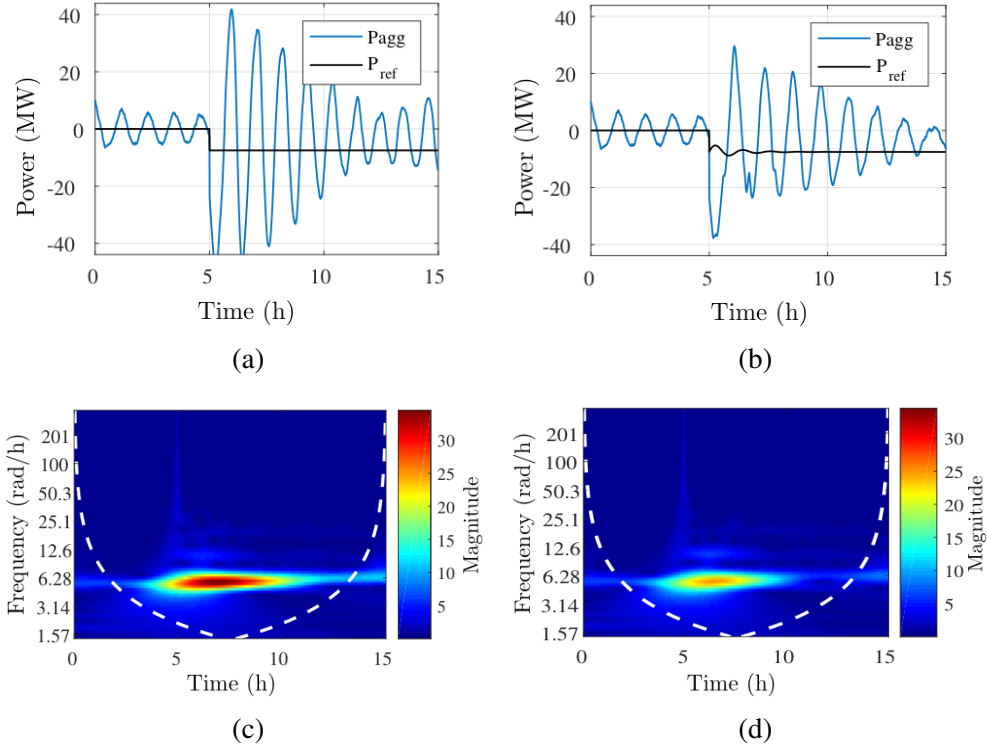 40
20
0
-20
-40
Power (MW)
Pagg
P_ref
0 5 10 15
Time (h)
(a)
40
20
0
-20
-40
Power (MW)
Pagg
P_ref
0 5 10 15
Time (h)
(b)
201
100
50.3
25.1
12.6
6.28
3.14
1.57
Frequency (rad/h)
0 5 10 15
Time (h)
30
25
20
15
10
5
Magnitude
(c)
201
100
50.3
25.1
12.6
6.28
3.14
1.57
Frequency (rad/h)
0 5 10 15
Time (h)
30
25
20
15
10
5
Magnitude
(d)